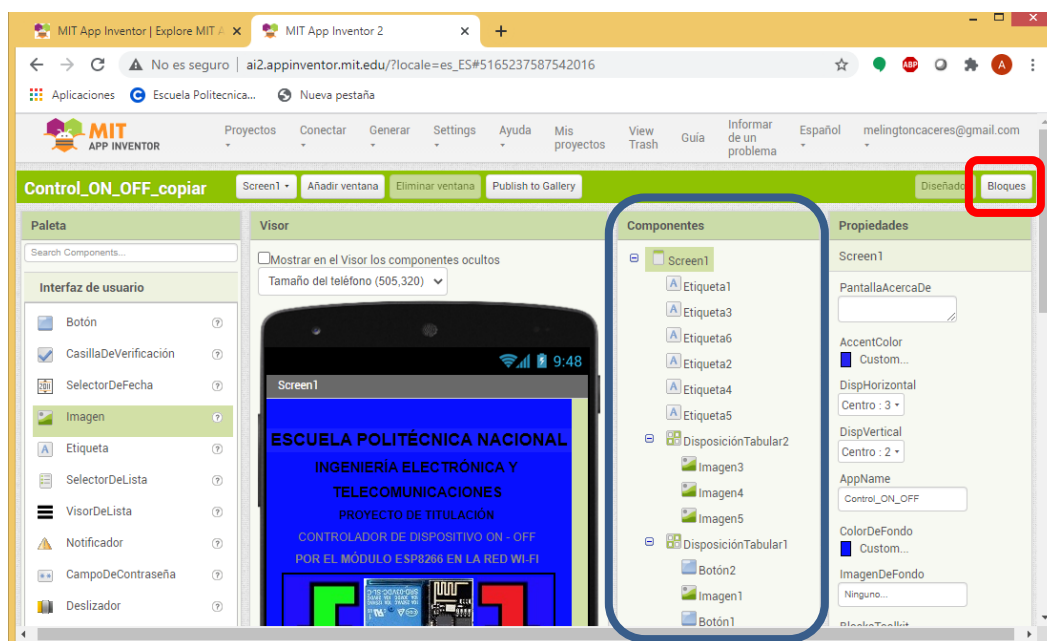 MIT App Inventor | Explore MIT A
MIT App Inventor 2
No es seguro | ai2.appinventor.mit.edu/?locale=es_ES#5165237587542016
ABP
A
Aplicaciones
Escuela Politecnica...
Nueva pestaña
MIT
APP INVENTOR
Proyectos
Conectar
Generar
Settings
Ayuda
Mis proyectos
View Trash
Guía
Informar de un problema
Español
melingtoncaceres@gmail.com
Control_ON_OFF_copiar
Screen1
Añadir ventana
Eliminar ventana
Publish to Gallery
Diseñado
Bloques
Paleta
Search Components...
Interfaz de usuario
Botón
CasillaDeVerificación
SelectorDeFecha
Imagen
Etiqueta
SelectorDeLista
VisorDeLista
Notificador
CampoDeContraseña
Deslizador
Visor
Mostrar en el Visor los componentes ocultos
Tamaño del teléfono (505,320)
9:48
Screen1
ESCUELA POLITÉCNICA NACIONAL
INGENIERÍA ELECTRÓNICA Y
TELECOMUNICACIONES
PROYECTO DE TITULACIÓN
CONTROLADOR DE DISPOSITIVO ON - OFF
POR EL MÓDULO ESP8266 EN LA RED WI-FI
Componentes
Screen1
Etiqueta1
Etiqueta3
Etiqueta6
Etiqueta2
Etiqueta4
Etiqueta5
DisposiciónTabular2
Imagen3
Imagen4
Imagen5
DisposiciónTabular1
Botón2
Imagen1
Botón1
Propiedades
Screen1
PantallaAcercaDe
AccentColor
Custom...
DispHorizontal
Centro : 3
DispVertical
Centro : 2
AppName
Control_ON_OFF
ColorDeFondo
Custom...
ImagenDeFondo
Ninguno...
BlocksToolkit